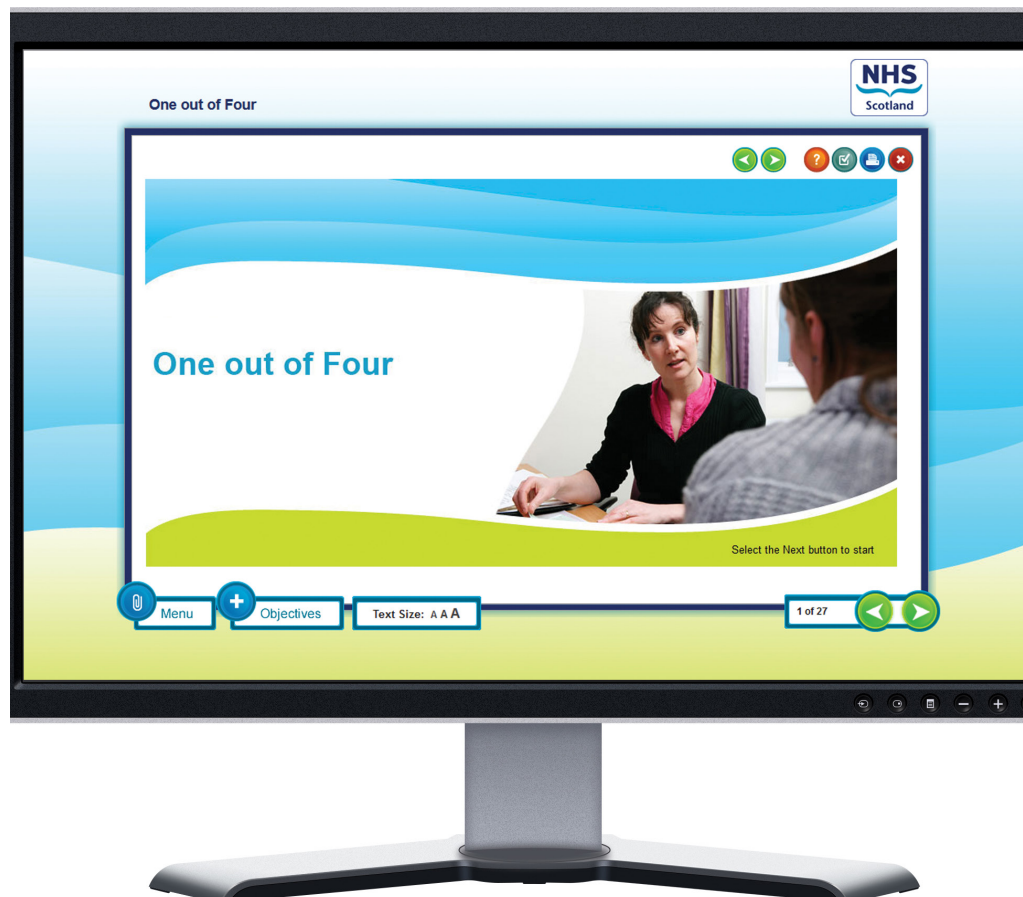 NHS
Scotland
One out of Four
One out of Four
Select the Next button to start
Menu
Objectives
Text Size: A A A
1 of 27